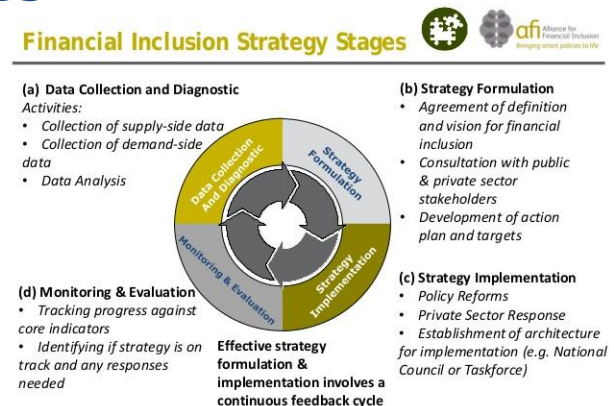 Financial Inclusion Strategy Stages
afi Alliance for
Financial Inclusion
Bringing smart policies to life
(a) Data Collection and Diagnostic
Activities:
• Collection of supply-side data
• Collection of demand-side
data
• Data Analysis
(b) Strategy Formulation
• Agreement of definition
and vision for financial
inclusion
• Consultation with public
& private sector
stakeholders
• Development of action
plan and targets
Data Collection
And Diagnostic
Strategy
Formulation
Monitoring & Evaluation
Strategy
Implementation
(c) Strategy Implementation
• Policy Reforms
• Private Sector Response
• Establishment of architecture
for implementation (e.g. National
Council or Taskforce)
(d) Monitoring & Evaluation
• Tracking progress against
core indicators
• Identifying if strategy is on
track and any responses
needed
Effective strategy
formulation &
implementation involves a
continuous feedback cycle